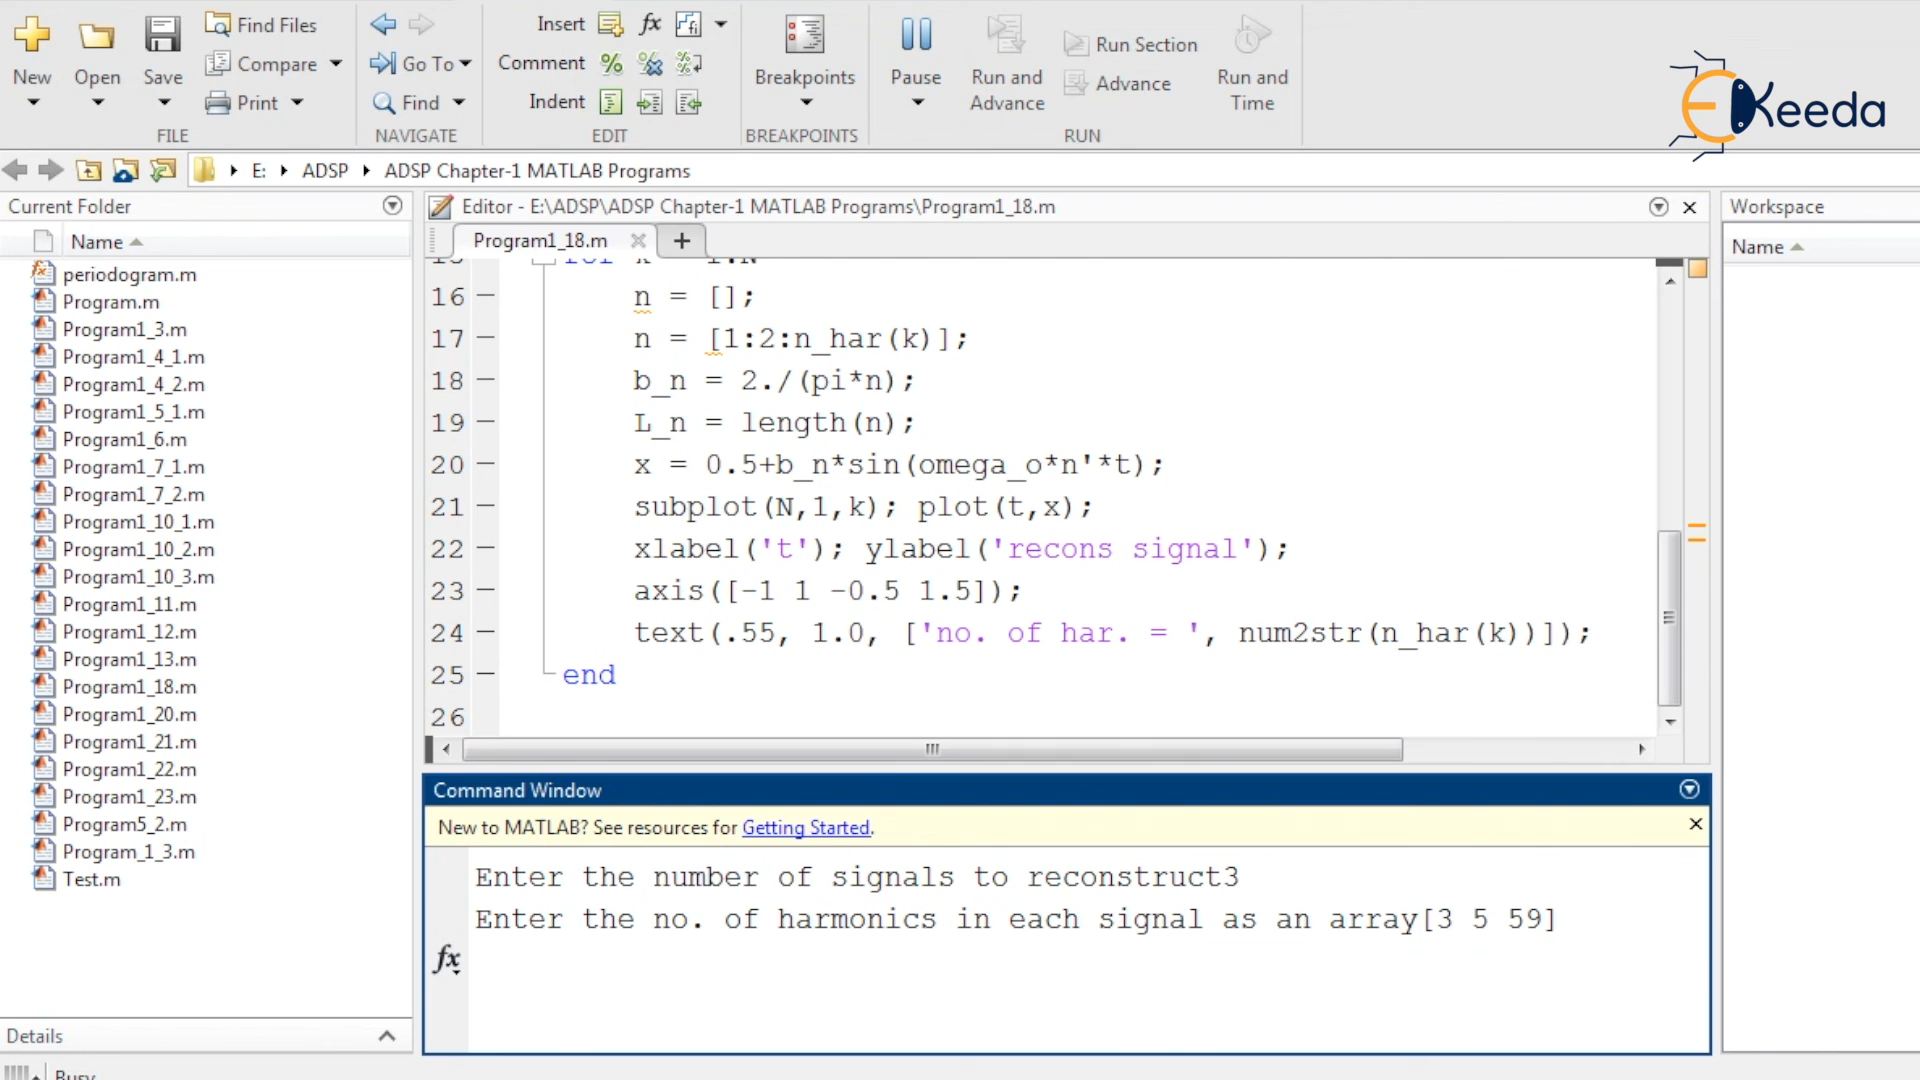 New
Open
Save
Find Files
Compare
Print
FILE
Go To
Find
NAVIGATE
Insert
fx
fi
Comment
Indent
EDIT
Breakpoints
BREAKPOINTS
Pause
Run and
Advance
Run Section
Advance
Run and
Time
RUN
EKeeda
E:
ADSP
ADSP Chapter-1 MATLAB Programs
Current Folder
Name
periodogram.m
Program.m
Program1_3.m
Program1_4_1.m
Program1_4_2.m
Program1_5_1.m
Program1_6.m
Program1_7_1.m
Program1_7_2.m
Program1_10_1.m
Program1_10_2.m
Program1_10_3.m
Program1_11.m
Program1_12.m
Program1_13.m
Program1_18.m
Program1_20.m
Program1_21.m
Program1_22.m
Program1_23.m
Program5_2.m
Program_1_3.m
Test.m
Details
Busy
Editor - E:\ADSP\ADSP Chapter-1 MATLAB Programs\Program1_18.m
Program1_18.m
16 n = [];
17 n = [1:2:n_har(k)];
18 b_n = 2./(pi*n);
19 L_n = length(n);
20 x = 0.5+b_n*sin(omega_o*n'*t);
21 subplot(N,1,k); plot(t,x);
22 xlabel('t'); ylabel('recons signal');
23 axis([-1 1 -0.5 1.5]);
24 text(.55, 1.0, ['no. of har. = ', num2str(n_har(k))]);
25 end
26
Command Window
New to MATLAB? See resources for Getting Started.
Enter the number of signals to reconstruct3
Enter the no. of harmonics in each signal as an array[3 5 59]
fx
Workspace
Name